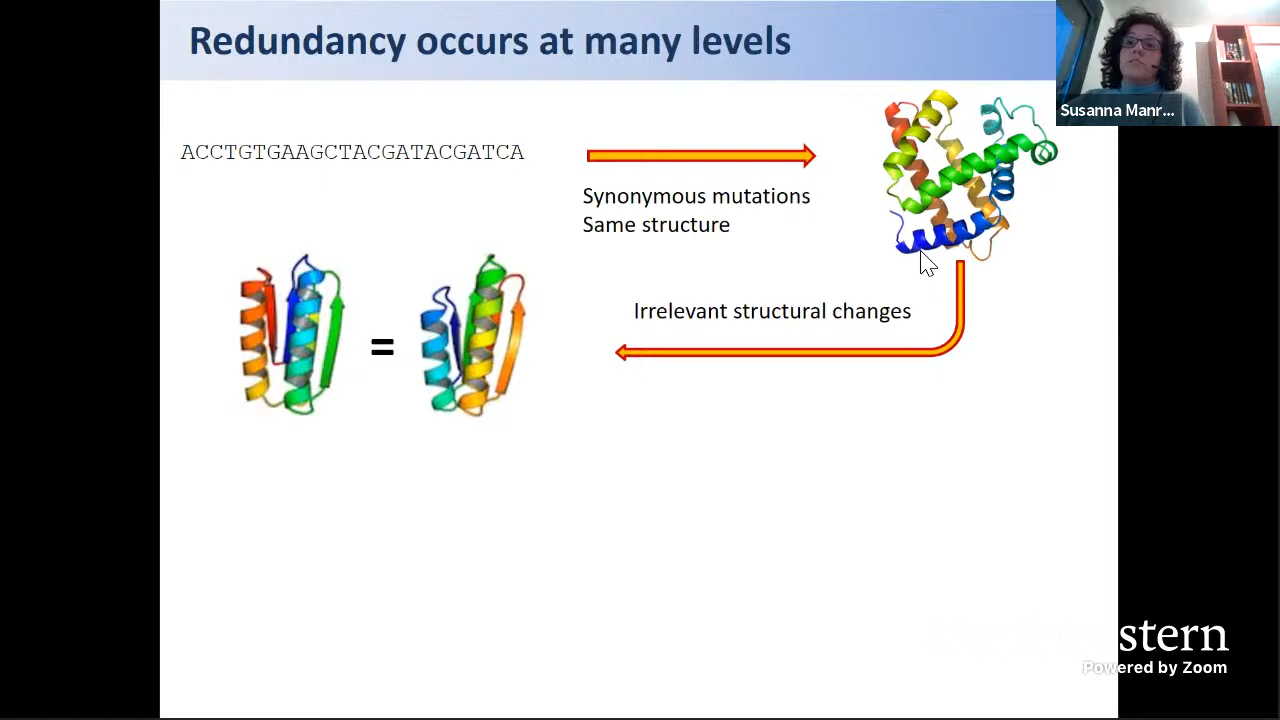 Redundancy occurs at many levels
Susanna Manr...
ACCTGTGAAGCTACGATACGATCA
Synonymous mutations
Same structure
Irrelevant structural changes
=
stern
Powered by Zoom